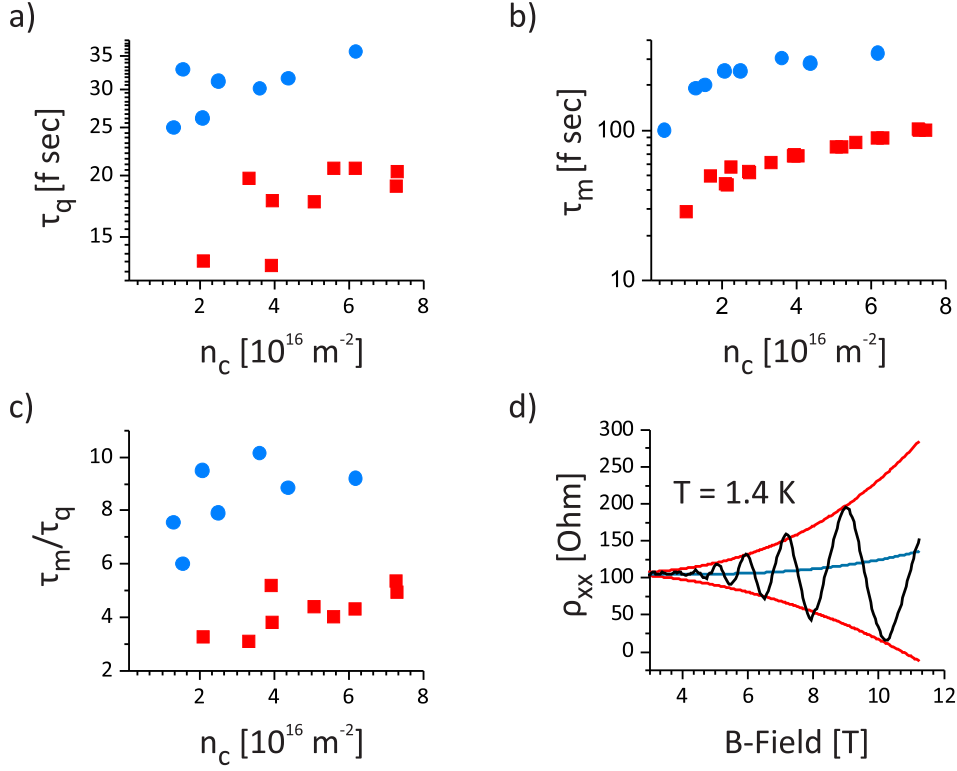 a)
35
30
25
20
15
τq [f sec]
2 4 6 8
nc [10^16 m^-2]
b)
100
10
τm [f sec]
2 4 6 8
nc [10^16 m^-2]
c)
10
8
6
4
2
τm/τq
2 4 6 8
nc [10^16 m^-2]
d)
300
250
200
150
100
50
0
ρxx [Ohm]
T = 1.4 K
4 6 8 10 12
B-Field [T]